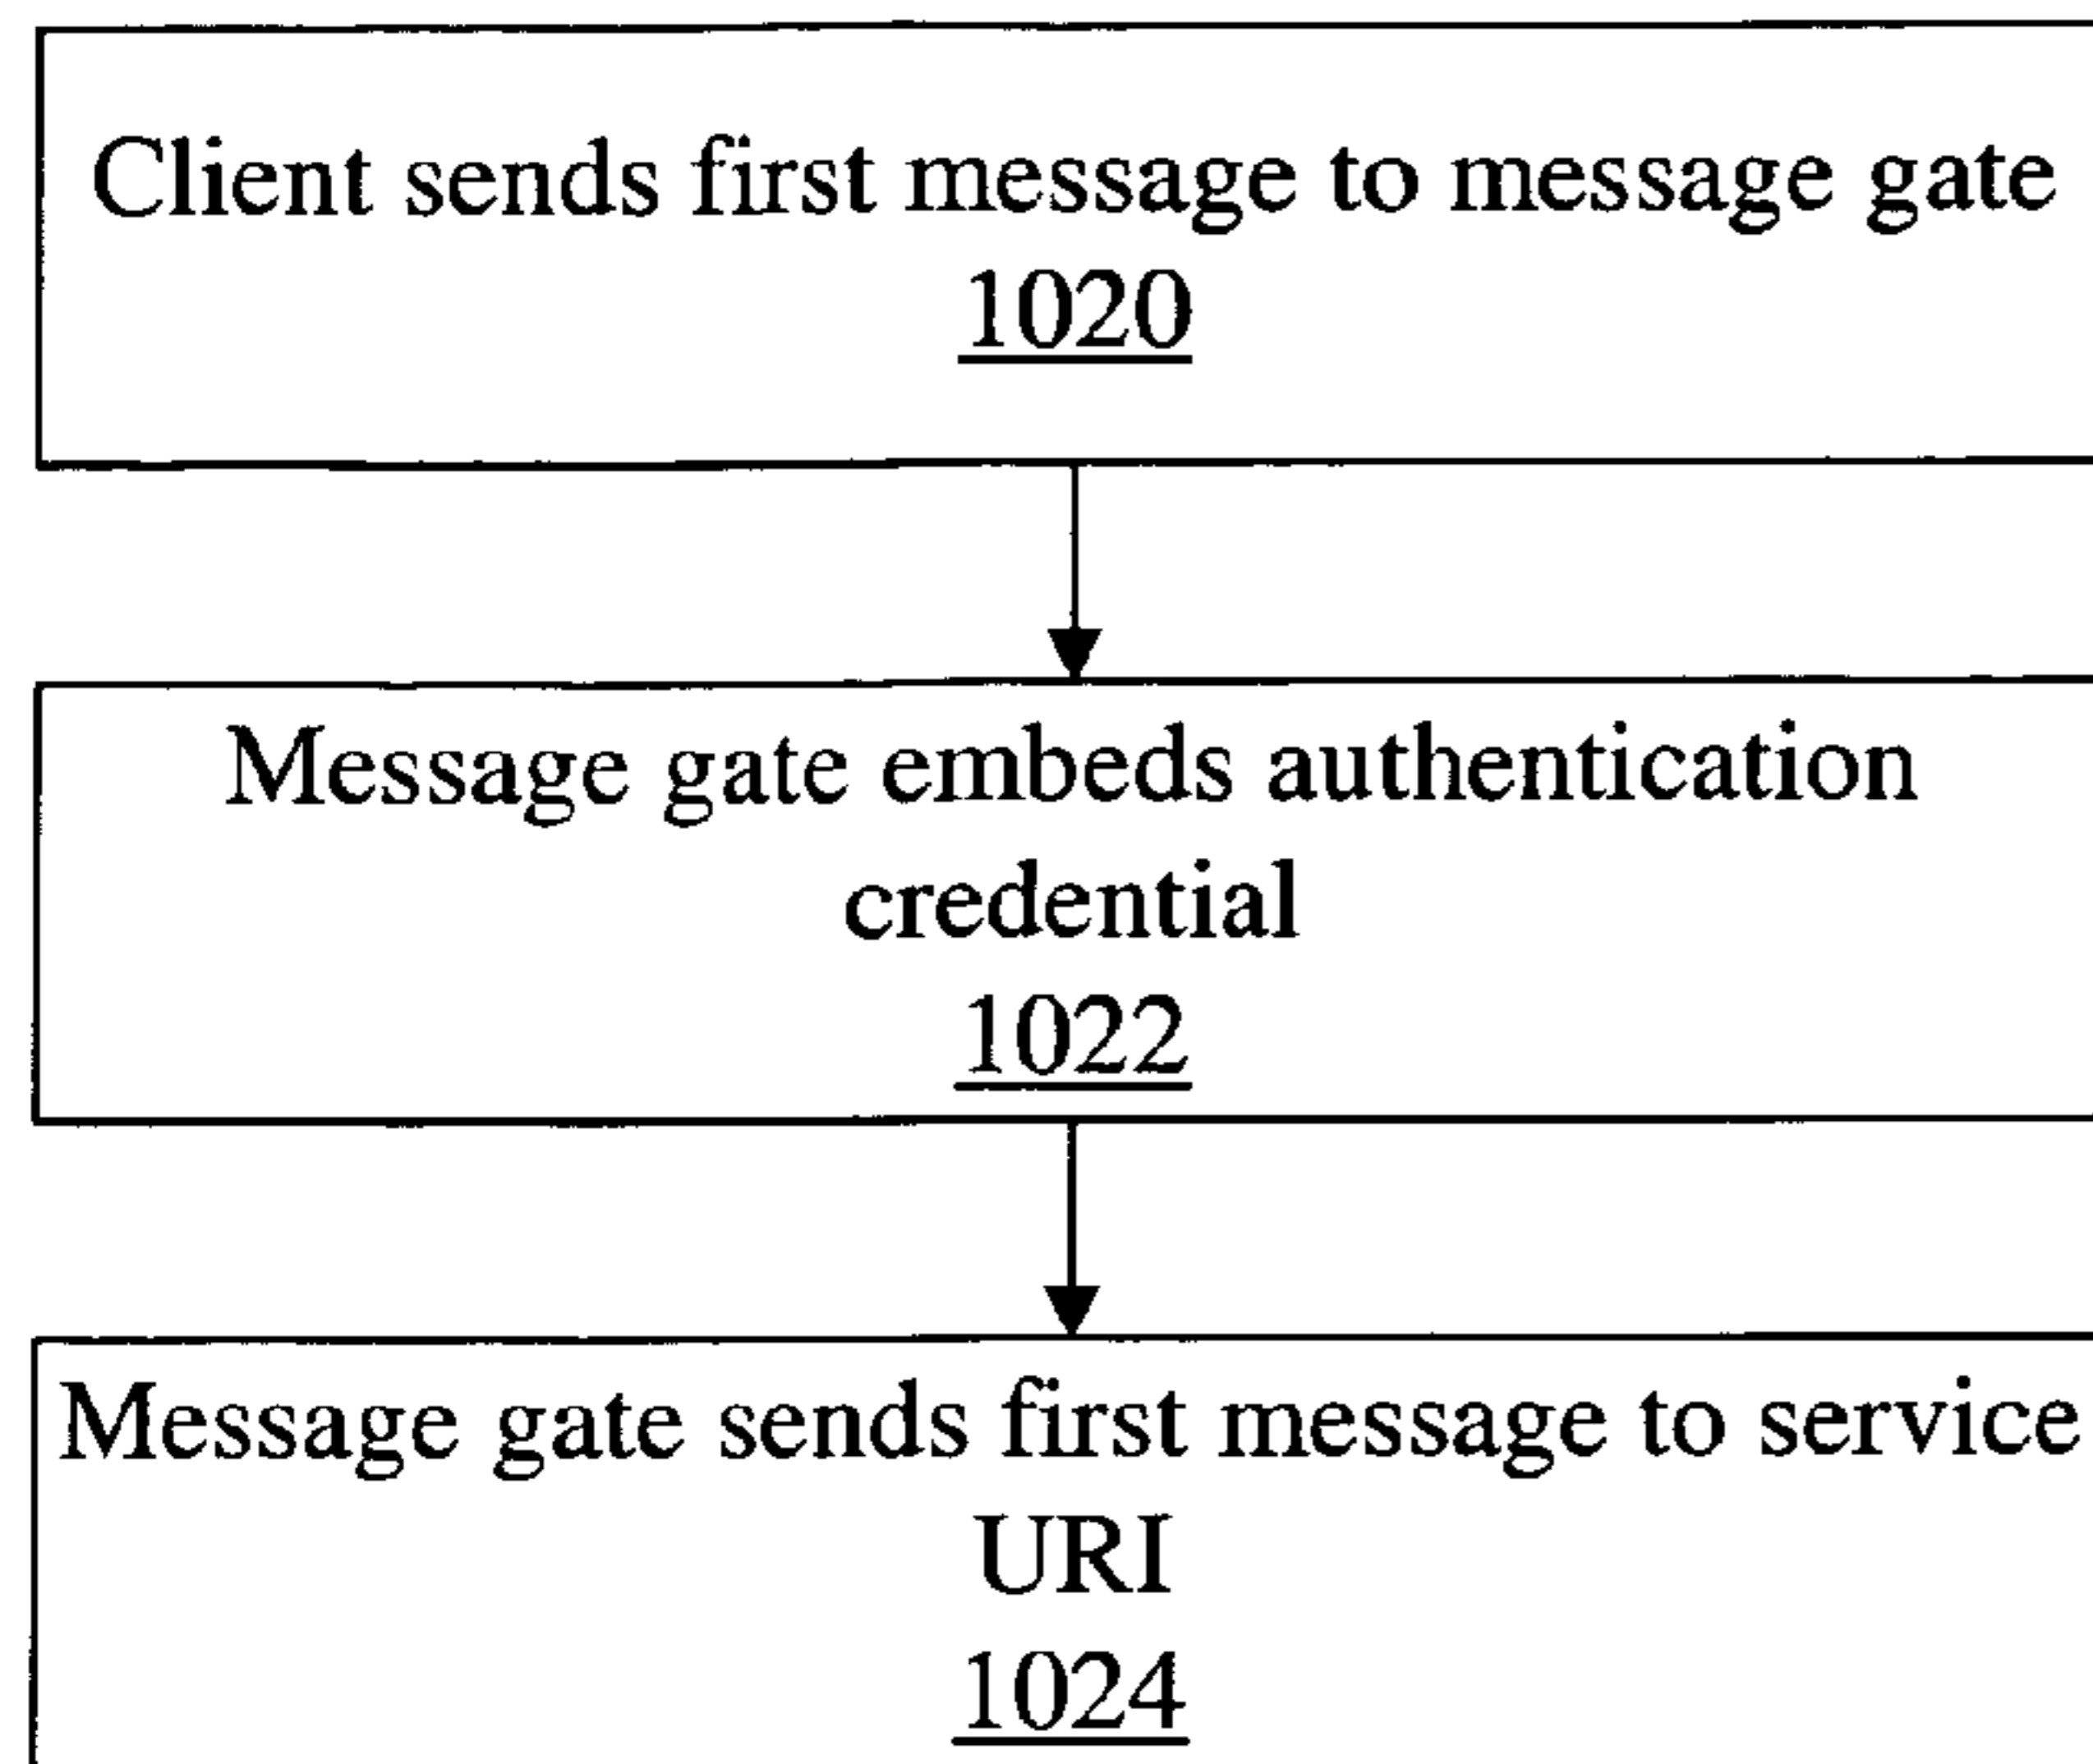 Client sends first message to message gate
1020
Message gate embeds authentication
credential
1022
Message gate sends first message to service
URI
1024